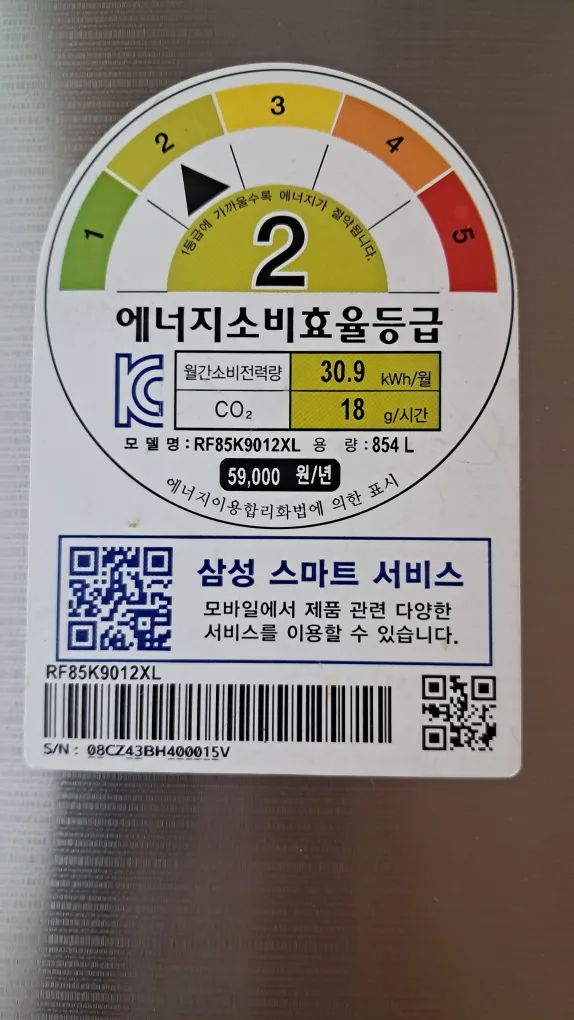 1 2 3 4 5
1등급에 가까울수록 에너지가 절약됩니다.
2
에너지소비효율등급
월간소비전력량 30.9 kWh/월
CO₂ 18 g/시간
모 델 명 : RF85K9012XL 용 량 : 854 L
59,000 원/년
에너지이용합리화법에 의한 표시
삼성 스마트 서비스
모바일에서 제품 관련 다양한
서비스를 이용할 수 있습니다.
RF85K9012XL
S/N : 08CZ43BH400015V